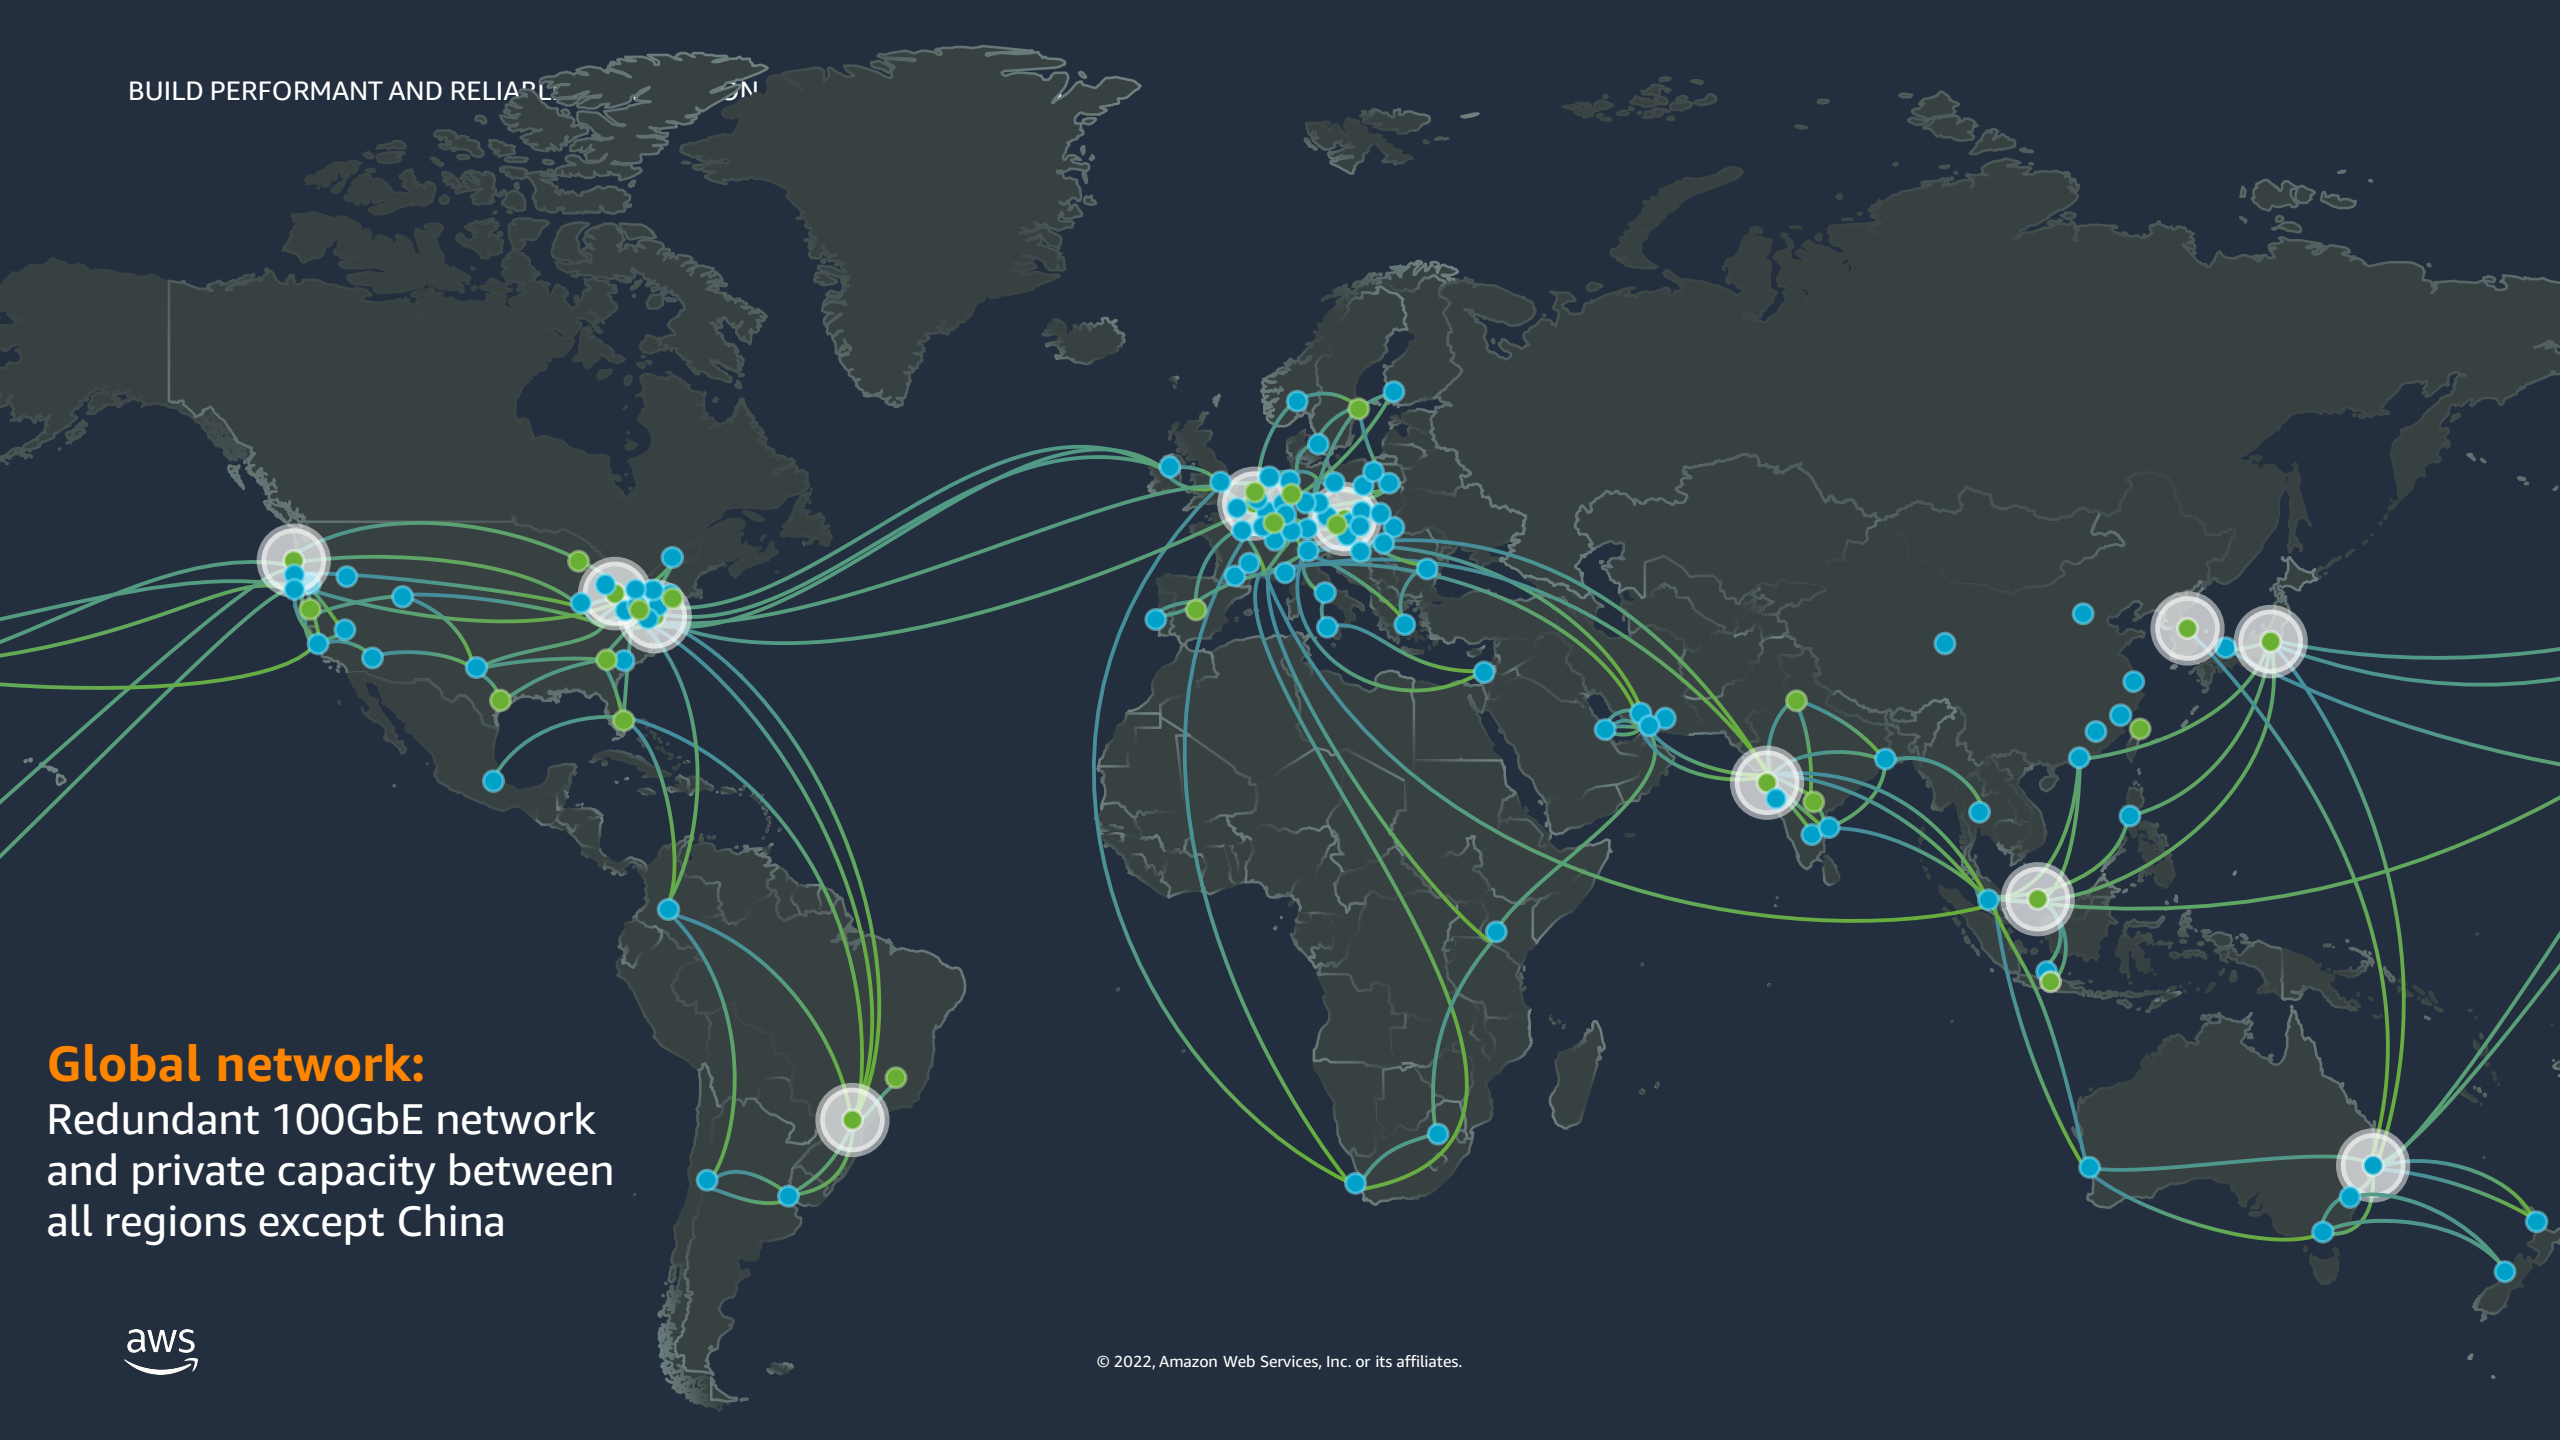 BUILD PERFORMANT AND
Global network:
Redundant 100GbE network
and private capacity between
all regions except China
aws
© 2022, Amazon Web Services, Inc. or its affiliates.